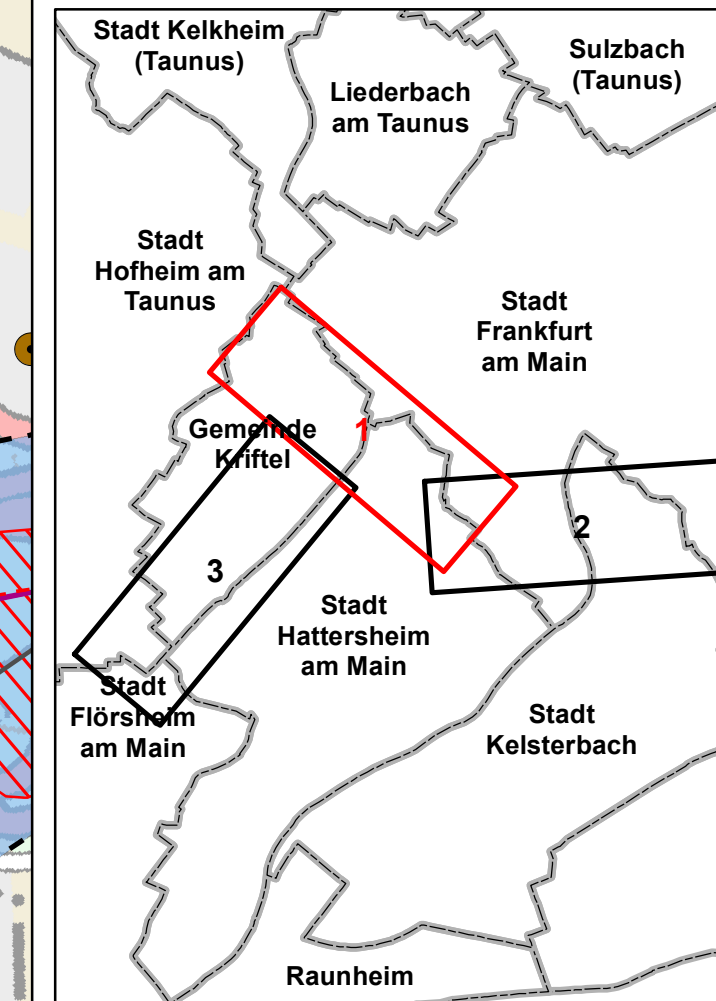 Stadt Kelkheim
(Taunus)
Sulzbach
(Taunus)
Liederbach
am Taunus
Stadt
Hofheim am
Taunus
Stadt
Frankfurt
am Main
Gemeinde
Kriftel
1
2
3
Stadt
Hattersheim
am Main
Stadt
Flörsheim
am Main
Stadt
Kelsterbach
Raunheim